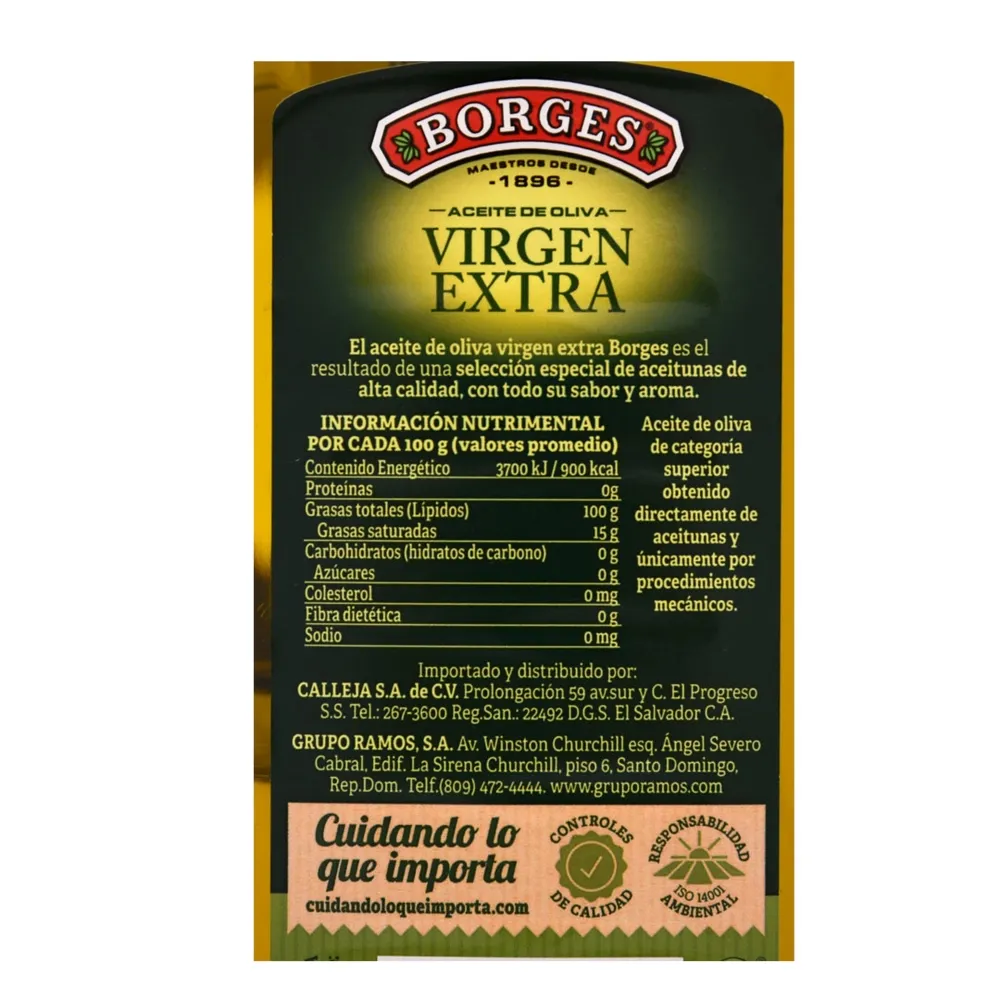 BORGES
MAESTROS DESDE
-1896-
ACEITE DE OLIVA
VIRGEN
EXTRA
El aceite de oliva virgen extra Borges es el
resultado de una selección especial de aceitunas de
alta calidad, con todo su sabor y aroma.
INFORMACIÓN NUTRIMENTAL
POR CADA 100 g (valores promedio)
Contenido Energético 3700 kJ / 900 kcal
Proteínas 0g
Grasas totales (Lípidos) 100 g
Grasas saturadas 15 g
Carbohidratos (hidratos de carbono) 0 g
Azúcares 0 g
Colesterol 0 mg
Fibra dietética 0 g
Sodio 0 mg
Aceite de oliva
de categoría
superior
obtenido
directamente de
aceitunas y
únicamente por
procedimientos
mecánicos.
Importado y distribuido por:
CALLEJA S.A. de C.V. Prolongación 59 av.sur y C. El Progreso
S.S. Tel.: 267-3600 Reg.San.: 22492 D.G.S. El Salvador C.A.
GRUPO RAMOS, S.A. Av. Winston Churchill esq. Ángel Severo
Cabral, Edif. La Sirena Churchill, piso 6, Santo Domingo,
Rep.Dom. Telf.(809) 472-4444. www.gruporamos.com
Cuidando lo
que importa
cuidandoloqueimporta.com
CONTROLES
DE CALIDAD
RESPONSABILIDAD
ISO 14001
AMBIENTAL